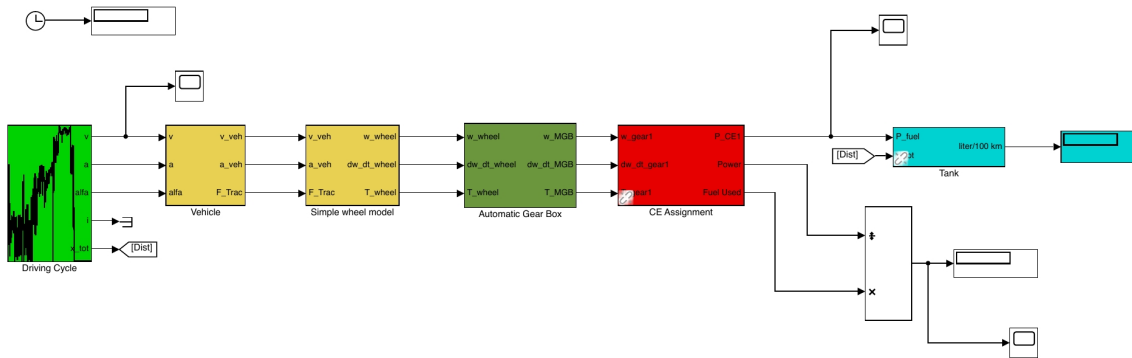 v
a
alfa
i
x_tot
Driving Cycle
[Dist]
v
a
alfa
v_veh
a_veh
F_Trac
Vehicle
v_veh
a_veh
F_Trac
w_wheel
dw_dt_wheel
T_wheel
Simple wheel model
w_wheel
dw_dt_wheel
T_wheel
w_MGB
dw_dt_MGB
T_MGB
Automatic Gear Box
w_gear1
dw_dt_gear1
P_CE1
Power
Fuel Used
CE Assignment
[Dist]
P_fuel
liter/100 km
Tank
÷
×